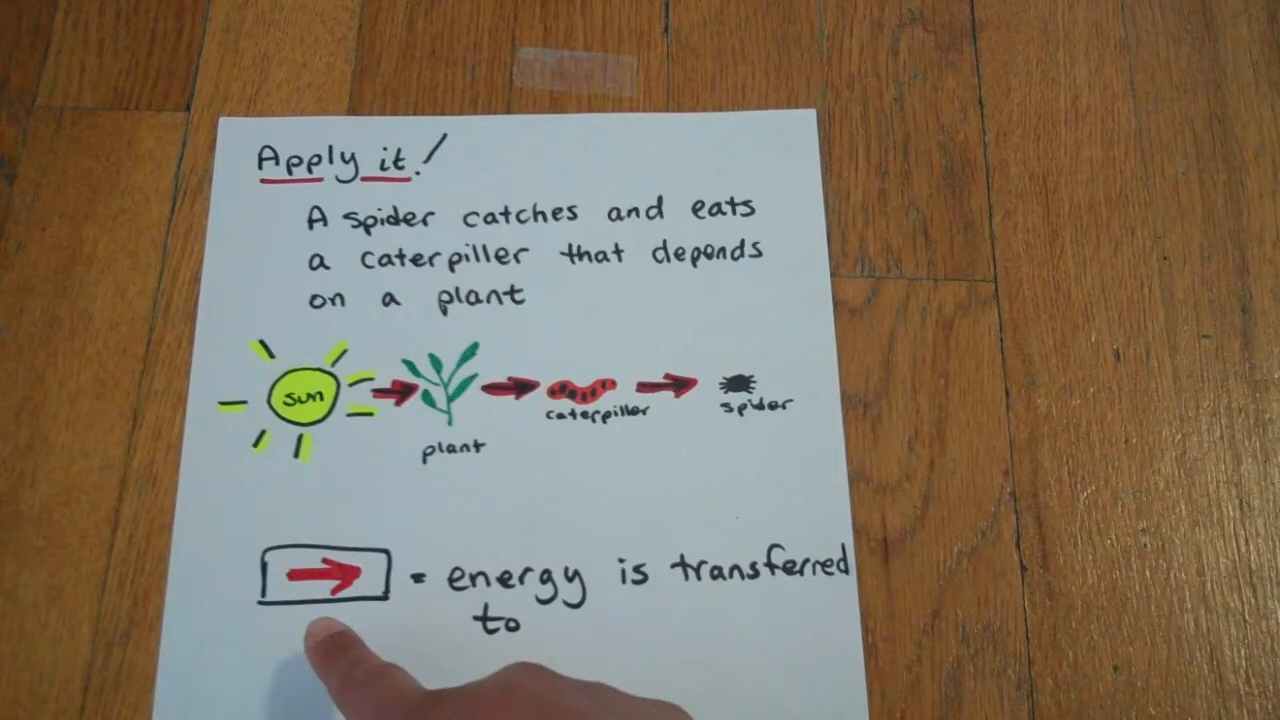 Apply it!
A spider catches and eats
a caterpiller that depends
on a plant
sun
plant
caterpiller
spider
= energy is transferred
to